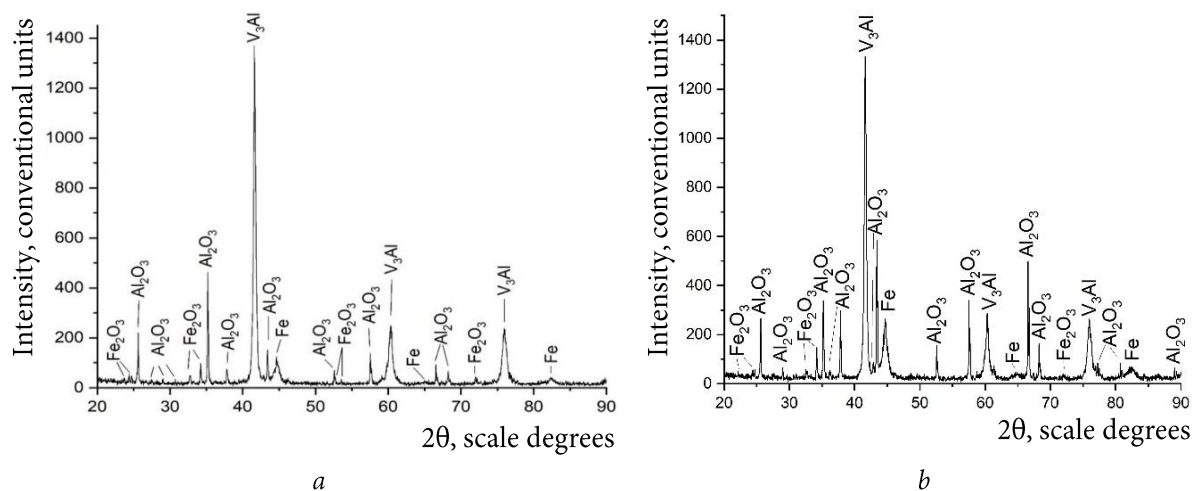 Intensity, conventional units
1400
1200
1000
800
600
400
200
0
V₃Al
Fe₂O₃
Al₂O₃
Al₂O₃
Fe₂O₃
Al₂O₃
Al₂O₃
Al₂O₃
Fe
Al₂O₃
Fe₂O₃
Al₂O₃
V₃Al
Fe
Al₂O₃
Fe₂O₃
V₃Al
Fe
20 30 40 50 60 70 80 90
2θ, scale degrees
a
Intensity, conventional units
1400
1200
1000
800
600
400
200
0
V₃Al
Fe₂O₃
Al₂O₃
Al₂O₃
Fe₂O₃
Al₂O₃
Al₂O₃
Al₂O₃
Fe
Al₂O₃
Al₂O₃
V₃Al
Fe
Al₂O₃
Al₂O₃
Fe₂O₃
V₃Al
Al₂O₃
Fe
Al₂O₃
20 30 40 50 60 70 80 90
2θ, scale degrees
b